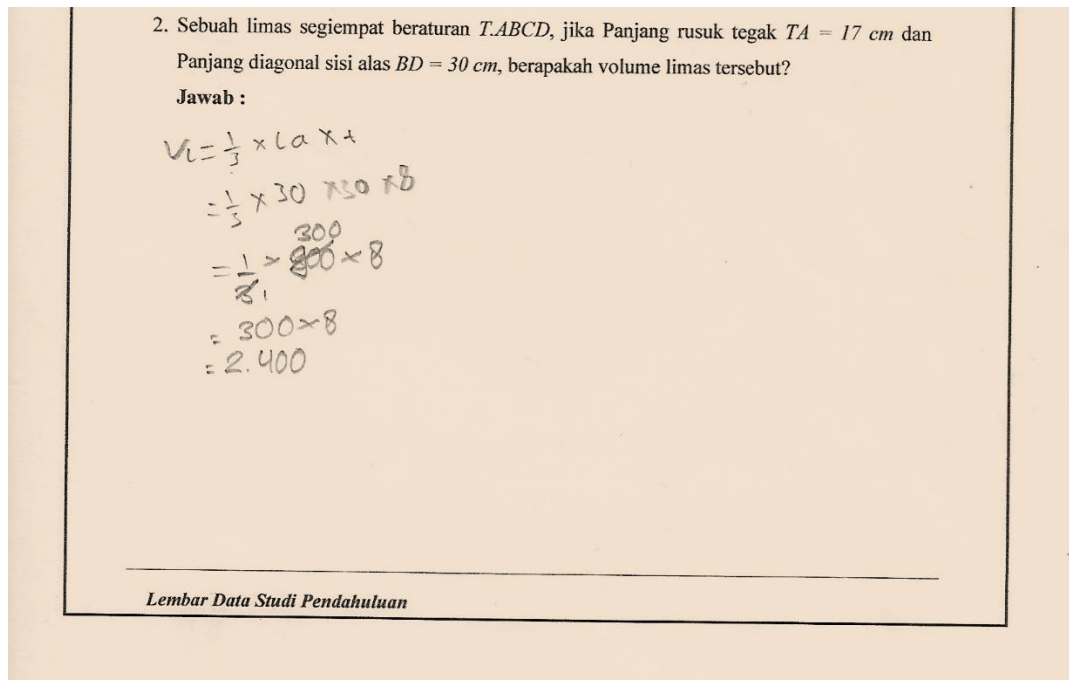 2. Sebuah limas segiempat beraturan T.ABCD, jika Panjang rusuk tegak TA = 17 cm dan
Panjang diagonal sisi alas BD = 30 cm, berapakah volume limas tersebut?
Jawab :
VL = 1/3 × La × t
= 1/3 × 30 × 30 × 8
300
= 1/3 1 × 900 × 8
= 300 × 8
= 2.400
Lembar Data Studi Pendahuluan